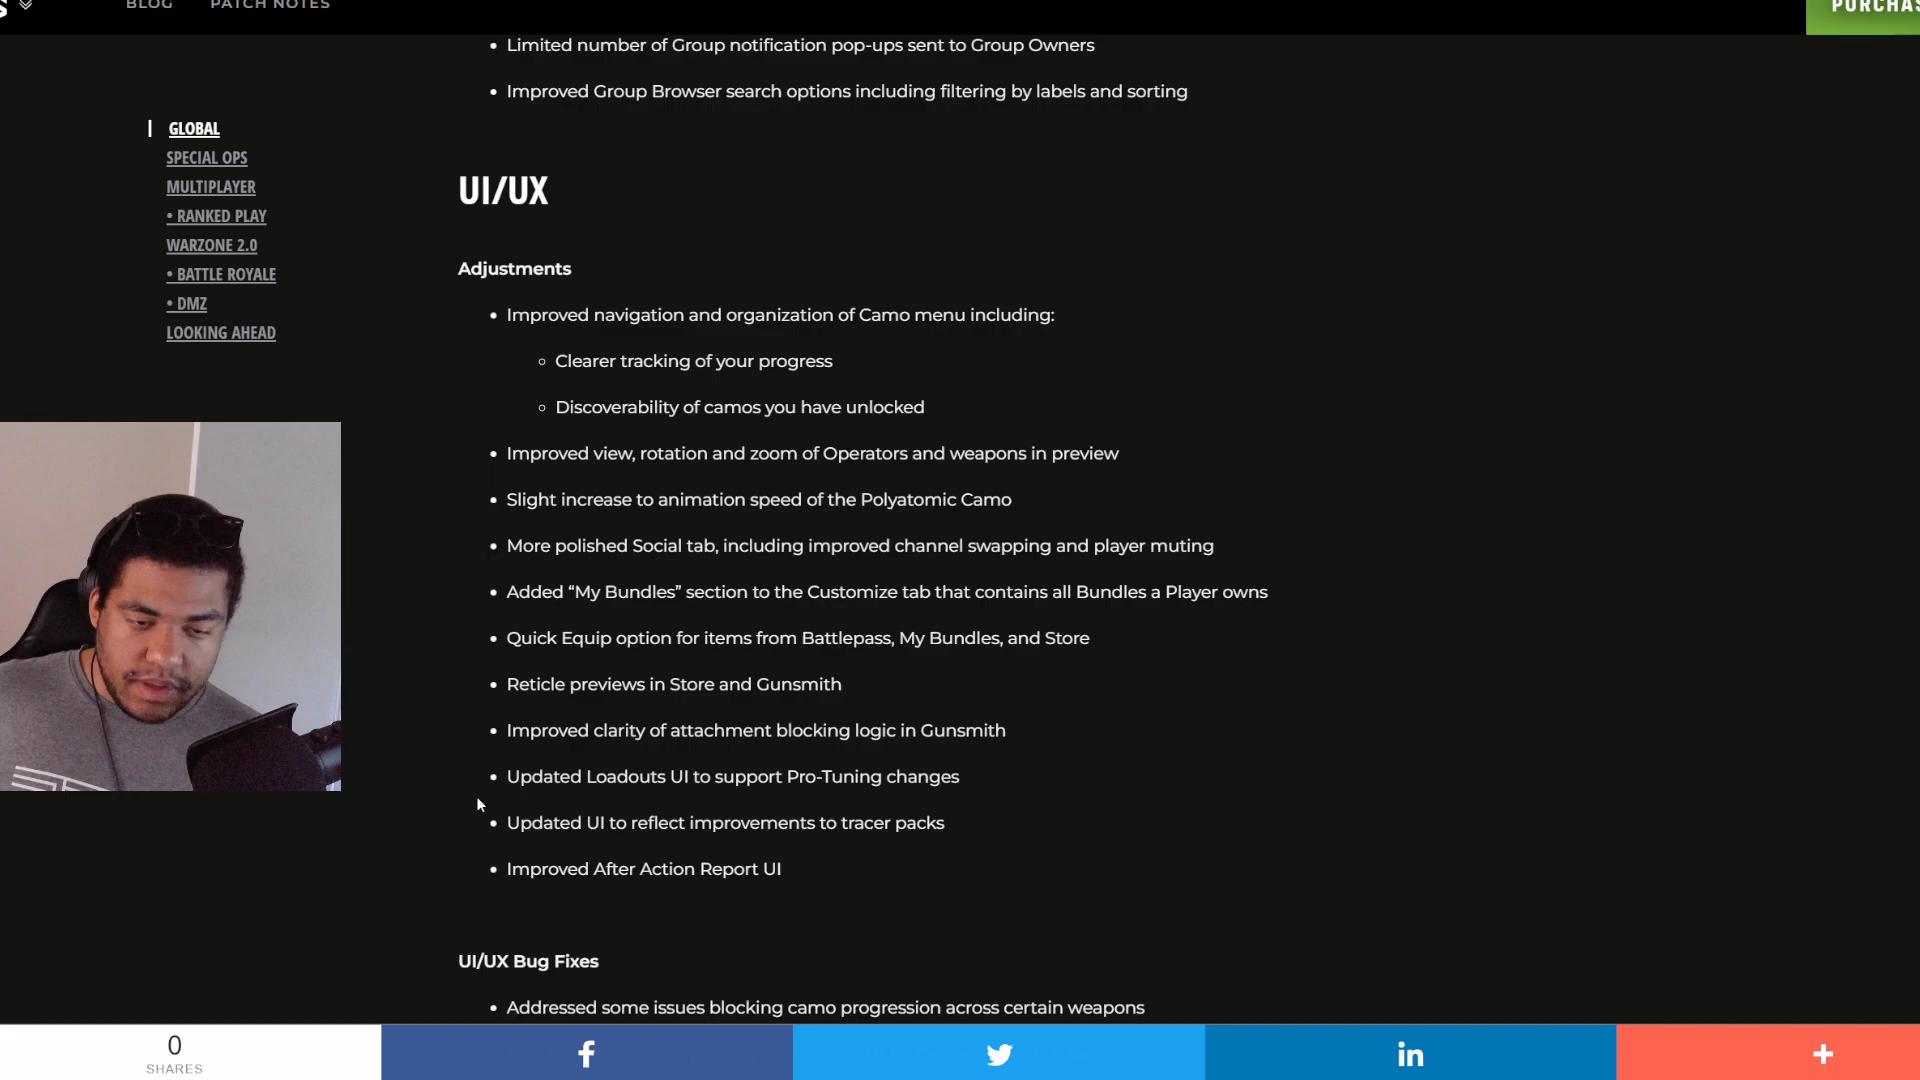 BLOG PATCH NOTES
Limited number of Group notification pop-ups sent to Group Owners
Improved Group Browser search options including filtering by labels and sorting
GLOBAL
SPECIAL OPS
MULTIPLAYER
• RANKED PLAY
WARZONE 2.0
• BATTLE ROYALE
• DMZ
LOOKING AHEAD
UI/UX
Adjustments
Improved navigation and organization of Camo menu including:
Clearer tracking of your progress
Discoverability of camos you have unlocked
Improved view, rotation and zoom of Operators and weapons in preview
Slight increase to animation speed of the Polyatomic Camo
More polished Social tab, including improved channel swapping and player muting
Added “My Bundles” section to the Customize tab that contains all Bundles a Player owns
Quick Equip option for items from Battlepass, My Bundles, and Store
Reticle previews in Store and Gunsmith
Improved clarity of attachment blocking logic in Gunsmith
Updated Loadouts UI to support Pro-Tuning changes
Updated UI to reflect improvements to tracer packs
Improved After Action Report UI
UI/UX Bug Fixes
Addressed some issues blocking camo progression across certain weapons
0
SHARES
f
in
+